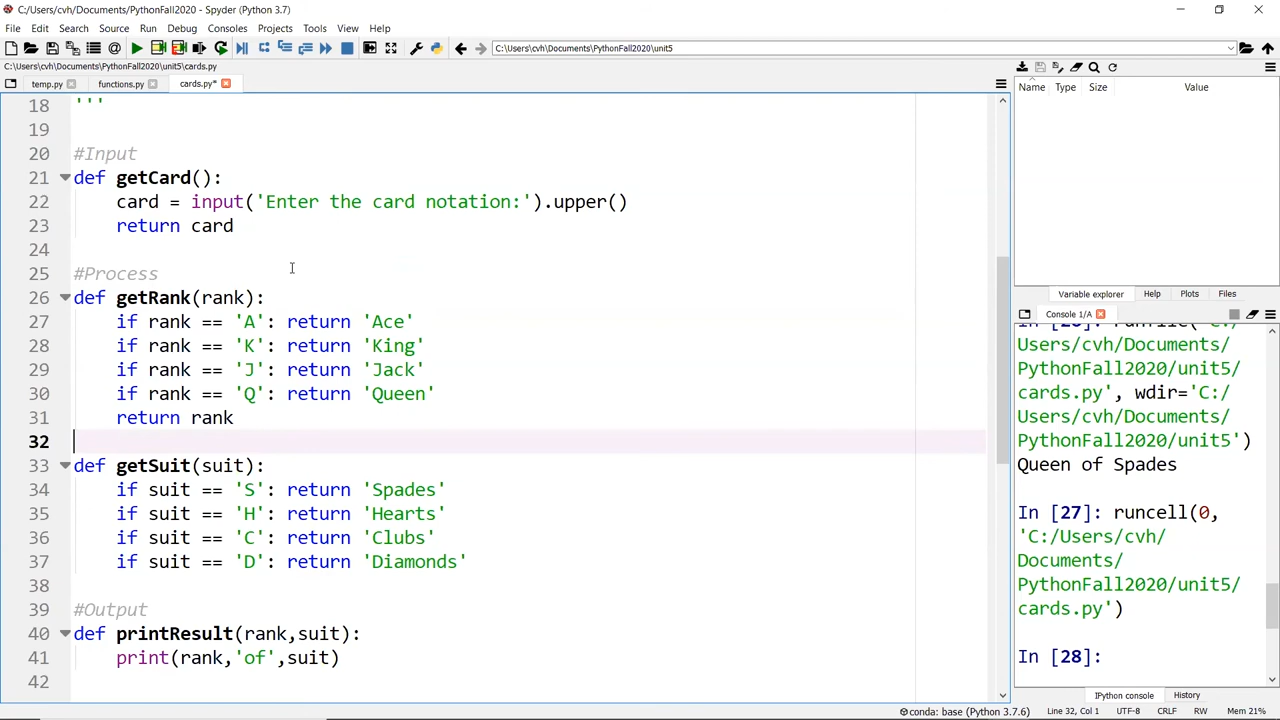 C:/Users/cvh/Documents/PythonFall2020 - Spyder (Python 3.7)
File Edit Search Source Run Debug Consoles Projects Tools View Help
C:\Users\cvh\Documents\PythonFall2020\unit5
C:\Users\cvh\Documents\PythonFall2020\unit5\cards.py
temp.py functions.py cards.py*
18 '''
19
20 #Input
21 def getCard():
22 card = input('Enter the card notation:').upper()
23 return card
24
25 #Process
26 def getRank(rank):
27 if rank == 'A': return 'Ace'
28 if rank == 'K': return 'King'
29 if rank == 'J': return 'Jack'
30 if rank == 'Q': return 'Queen'
31 return rank
32
33 def getSuit(suit):
34 if suit == 'S': return 'Spades'
35 if suit == 'H': return 'Hearts'
36 if suit == 'C': return 'Clubs'
37 if suit == 'D': return 'Diamonds'
38
39 #Output
40 def printResult(rank,suit):
41 print(rank,'of',suit)
42
Name Type Size Value
Variable explorer Help Plots Files
Console 1/A
In [26]: runfile('C:/
Users/cvh/Documents/
PythonFall2020/unit5/
cards.py', wdir='C:/
Users/cvh/Documents/
PythonFall2020/unit5')
Queen of Spades
In [27]: runcell(0,
'C:/Users/cvh/
Documents/
PythonFall2020/unit5/
cards.py')
In [28]:
IPython console History
conda: base (Python 3.7.6) Line 32, Col 1 UTF-8 CRLF RW Mem 21%